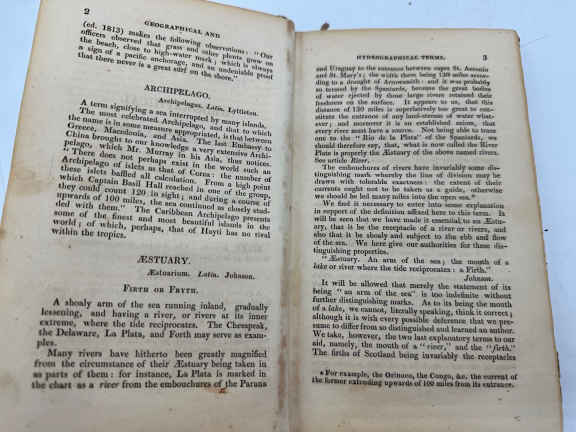 2
GEOGRAPHICAL AND
(ed. 1813) makes the following observations: "Our
officers observed that grass and other plants grew on
the beach, close to high-water mark; which is always
a sign of a pacific anchorage, and an undeniable proof
that there never is a great surf on the shore."
ARCHIPELAGO.
Archipelagus, Latin. Lyttleton.
A term signifying a sea interrupted by many islands.
The most celebrated Archipelago, and that to which
the name is in some measure appropriated, is that between
Greece, Macedonia, and Asia. The last Embassy to
China brought to our knowledge a very extensive Archi-
pelago, which Mr. Murray in his Asia, thus notices.
"There does not perhaps exist in the world such an
Archipelago of isles as that of Corea: the number of
these islets baffled all calculation. From a high point
which Captain Basil Hall reached in one of the group,
they could count 120 in sight; and during a course of
upwards of 100 miles, the sea continued as closely stud-
ded with them." The Caribbean Archipelago presents
some of the finest and most beautiful islands in the
world; of which, perhaps, that of Hayti has no rival
within the tropics.
ÆSTUARY.
Æstuarium. Latin. Johnson.
FIRTH OR FRYTH.
A shoaly arm of the sea running inland, gradually
lessening, and having a river, or rivers at its inner
extreme, where the tide reciprocates. The Chesapeak,
the Delaware, La Plata, and Forth may serve as exam-
ples.
Many rivers have hitherto been greatly magnified
from the circumstance of their Æstuary being taken in
as parts of them: for instance, La Plata is marked in
the chart as a river from the embouchures of the Parana
HYDROGRAPHICAL TERMS.
3
and Uruguay to the entrance between capes St. Antonio
and St. Mary's; the width there being 150 miles accor-
ding to a draught of Arrowsmith: and it was probably
so termed by the Spaniards, because the great bodies
of water ejected by those large rivers retained their
freshness on the surface. It appears to us, that this
distance of 150 miles is superlatively too great to con-
stitute the entrance of any land-stream of water what-
ever; and moreover it is an established axiom, that
every river must have a source. Not being able to trace
one to the "Rio de la Plata" of the Spaniards, we
should therefore say, that, what is now called the River
Plata is properly the Æstuary of the above named rivers.
See article River.
The embouchures of rivers have invariably some dis-
tinguishing mark whereby the line of division may be
drawn with tolerable exactness: the extent of their
currents ought not to be taken as a guide, otherwise
we should be led many miles into the open sea.*
We find it necessary to enter into some explanation
in support of the definition affixed here to this term. It
will be seen that we have made it essential to an Æstu-
ary, that it be the receptacle of a river or rivers, and
also that it be shoaly and subject to the ebb and flow
of the sea. We here give our authorities for these dis-
tinguishing properties.
"Æstuary. An arm of the sea; the mouth of a
lake or river where the tide reciprocates: a Firth."
Johnson.
It will be allowed that merely the statement of its
being "an arm of the sea" is too indefinite without
further distinguishing marks. As to its being the mouth
of a lake, we cannot, literally speaking, think it correct;
although it is with every possible deference that we pre-
sume to differ from so distinguished and learned an author.
We take, however, the two last explanatory terms to our
aid, namely, the mouth of a "river," and the "firth."
The firths of Scotland being invariably the receptacles
* For example, the Orinoco, the Congo, &c. the current of
the former extending upwards of 100 miles from its entrance.